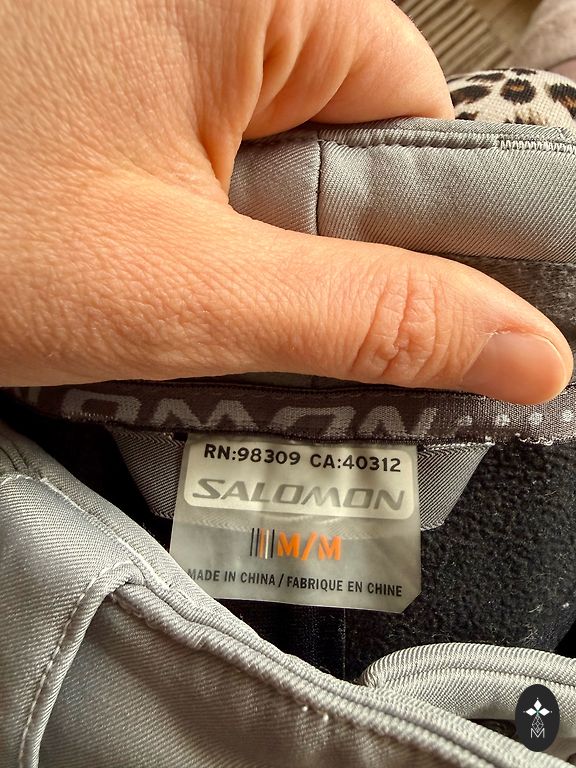 RN:98309 CA:40312
SALOMON
M/M
MADE IN CHINA / FABRIQUE EN CHINE